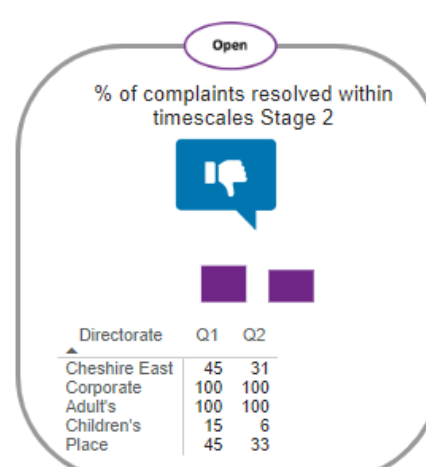 Open
% of complaints resolved within
timescales Stage 2
Directorate Q1 Q2
Cheshire East 45 31
Corporate 100 100
Adult's 100 100
Children's 15 6
Place 45 33